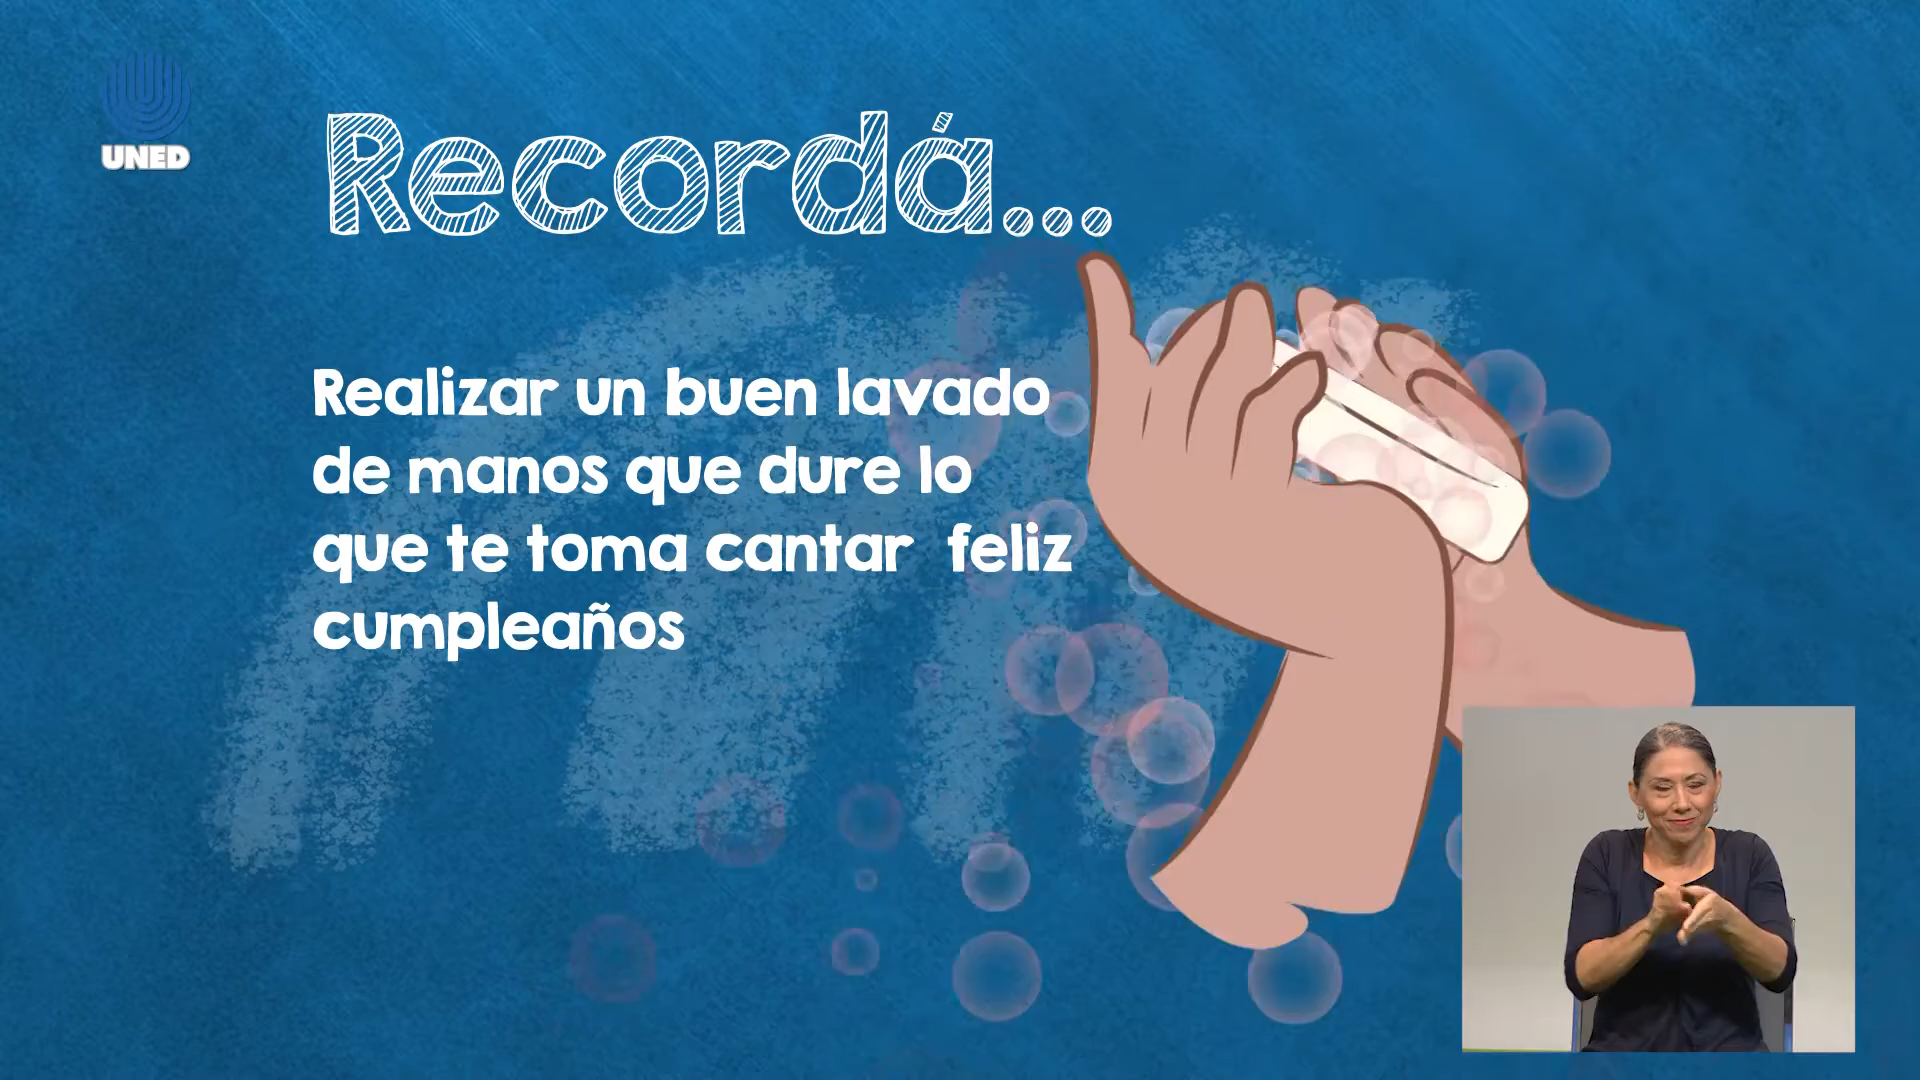 UNED
Recordá...
Realizar un buen lavado
de manos que dure lo
que te toma cantar feliz
cumpleaños